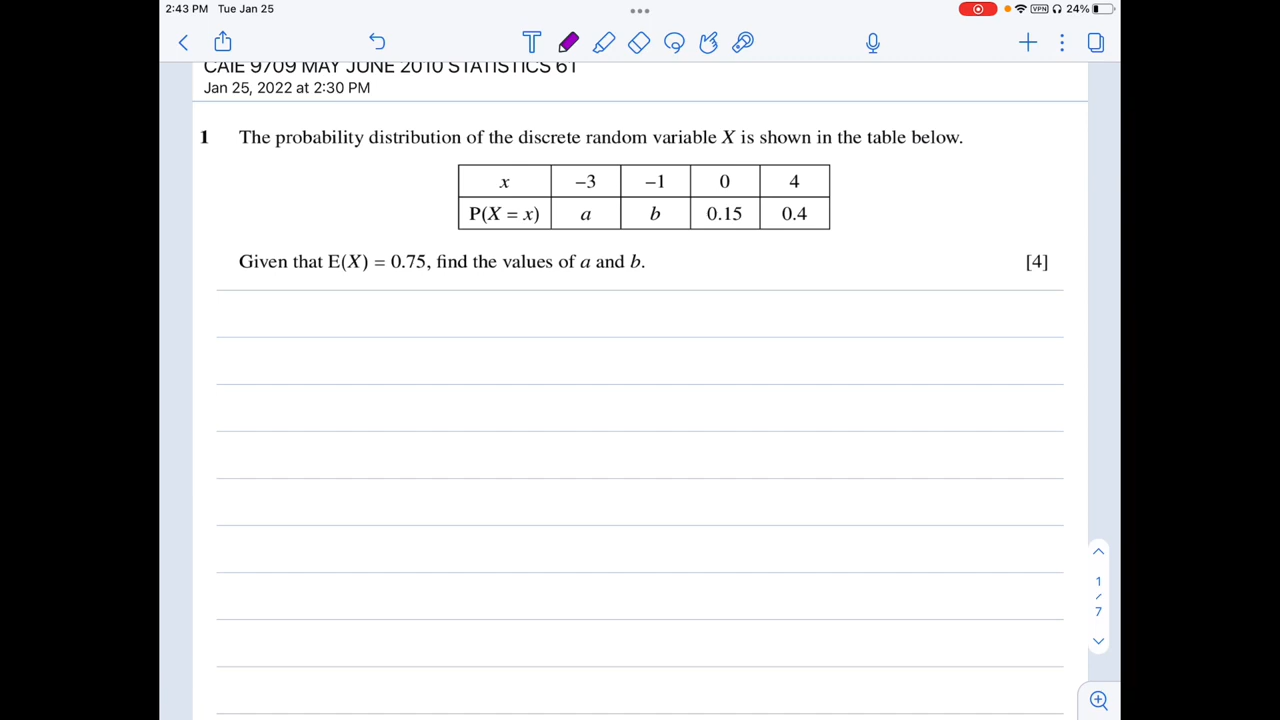 2:43 PM Tue Jan 25
VPN 24%
T
CAIE 9709 MAY JUNE 2010 STATISTICS 61
Jan 25, 2022 at 2:30 PM
1 The probability distribution of the discrete random variable X is shown in the table below.
x −3 −1 0 4
P(X = x) a b 0.15 0.4
Given that E(X) = 0.75, find the values of a and b. [4]
1
/
7